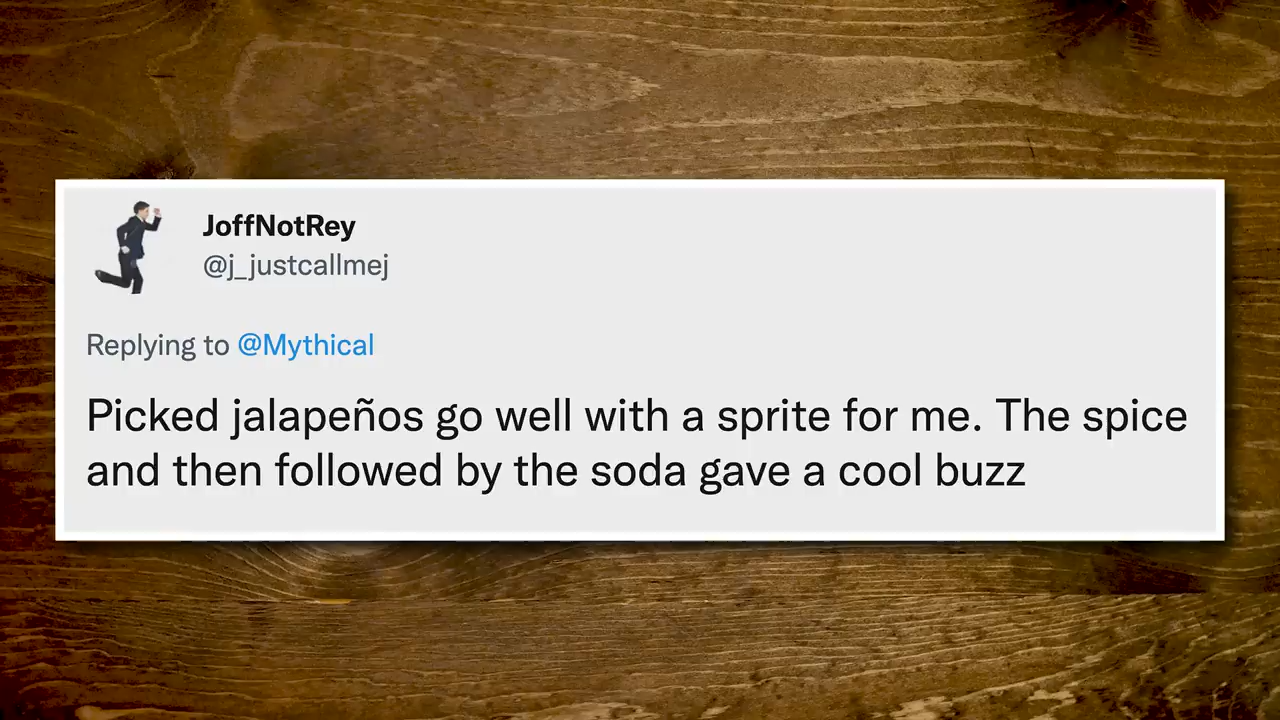 JoffNotRey
@j_justcallmej
Replying to @Mythical
Picked jalapeños go well with a sprite for me. The spice
and then followed by the soda gave a cool buzz